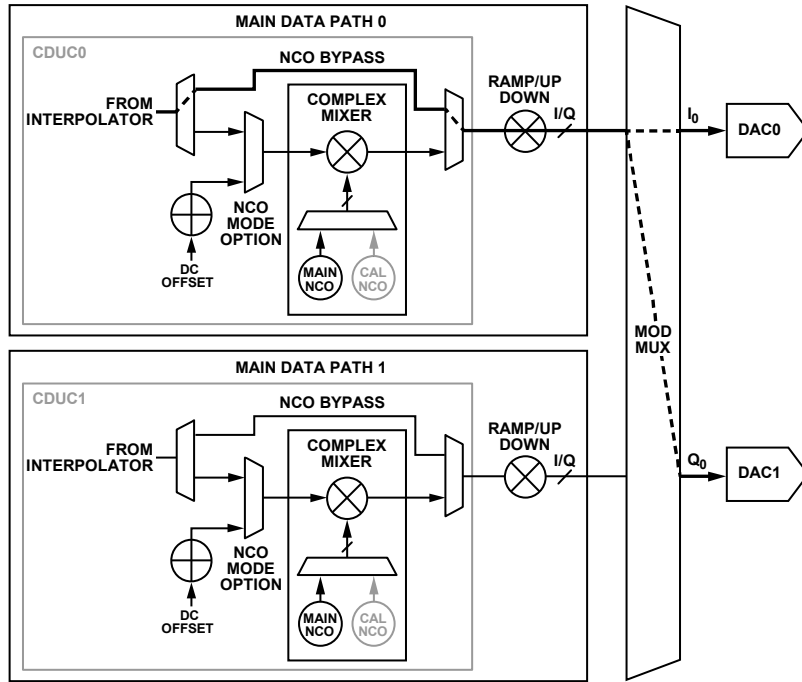 MAIN DATA PATH 0
CDUC0
NCO BYPASS
FROM
INTERPOLATOR
COMPLEX
MIXER
RAMP/UP
DOWN
I/Q
I0
DAC0
NCO
MODE
OPTION
DC
OFFSET
MAIN
NCO
CAL
NCO
MOD
MUX
MAIN DATA PATH 1
CDUC1
NCO BYPASS
FROM
INTERPOLATOR
COMPLEX
MIXER
RAMP/UP
DOWN
I/Q
Q0
DAC1
NCO
MODE
OPTION
DC
OFFSET
MAIN
NCO
CAL
NCO